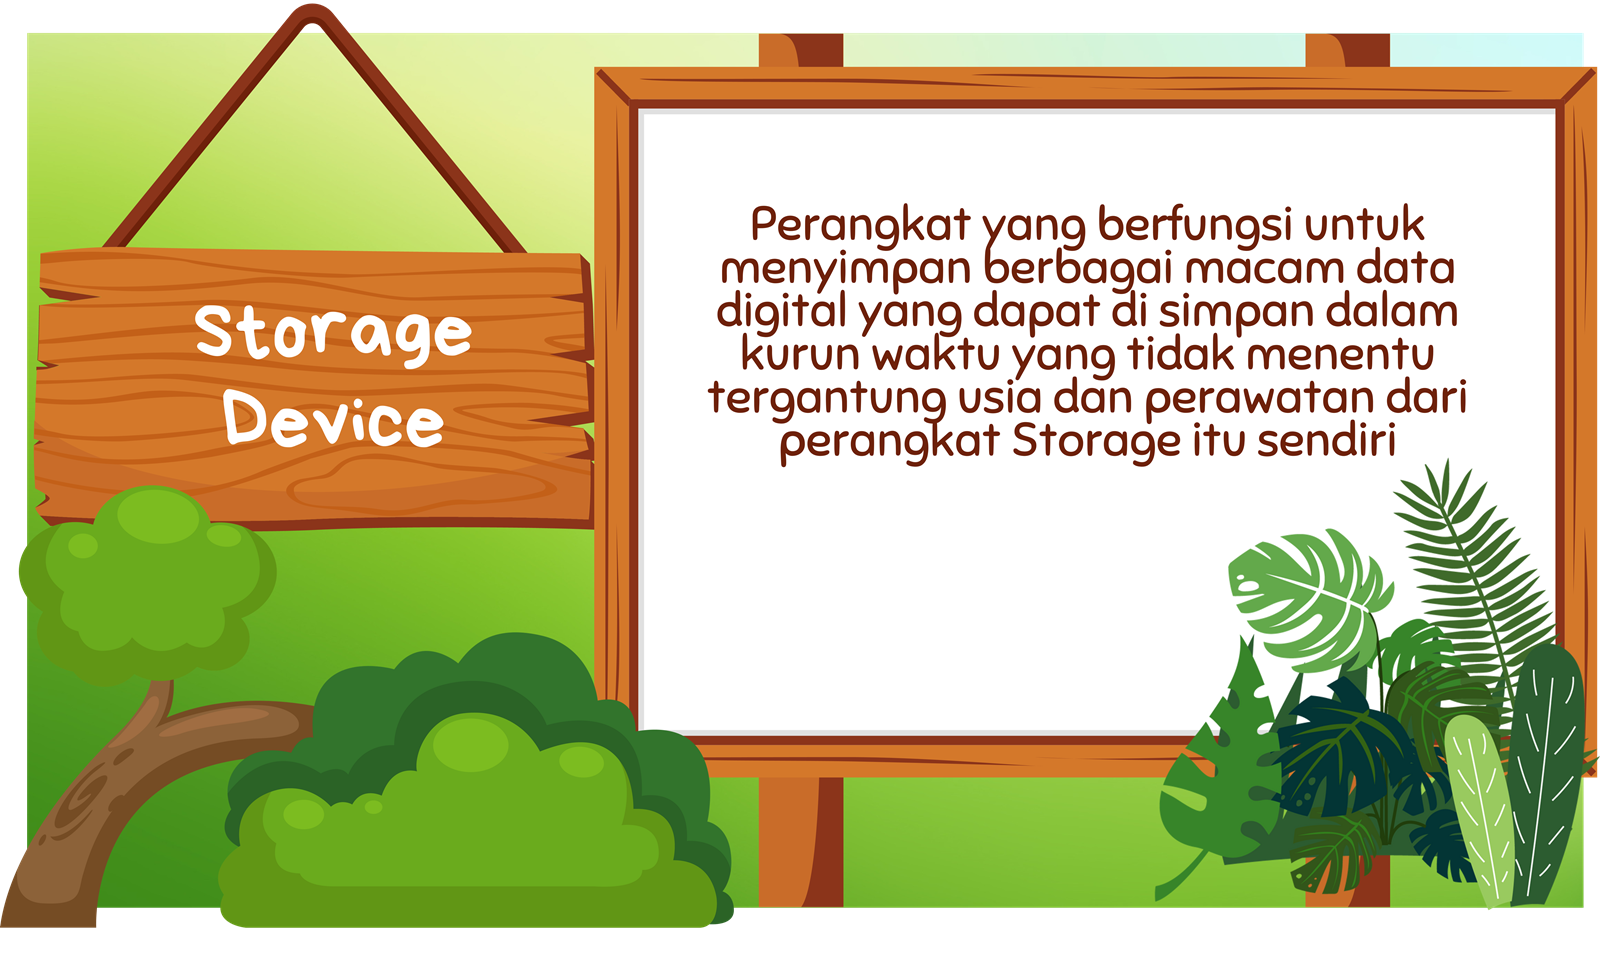 Storage
Device
Perangkat yang berfungsi untuk
menyimpan berbagai macam data
digital yang dapat di simpan dalam
kurun waktu yang tidak menentu
tergantung usia dan perawatan dari
perangkat Storage itu sendiri